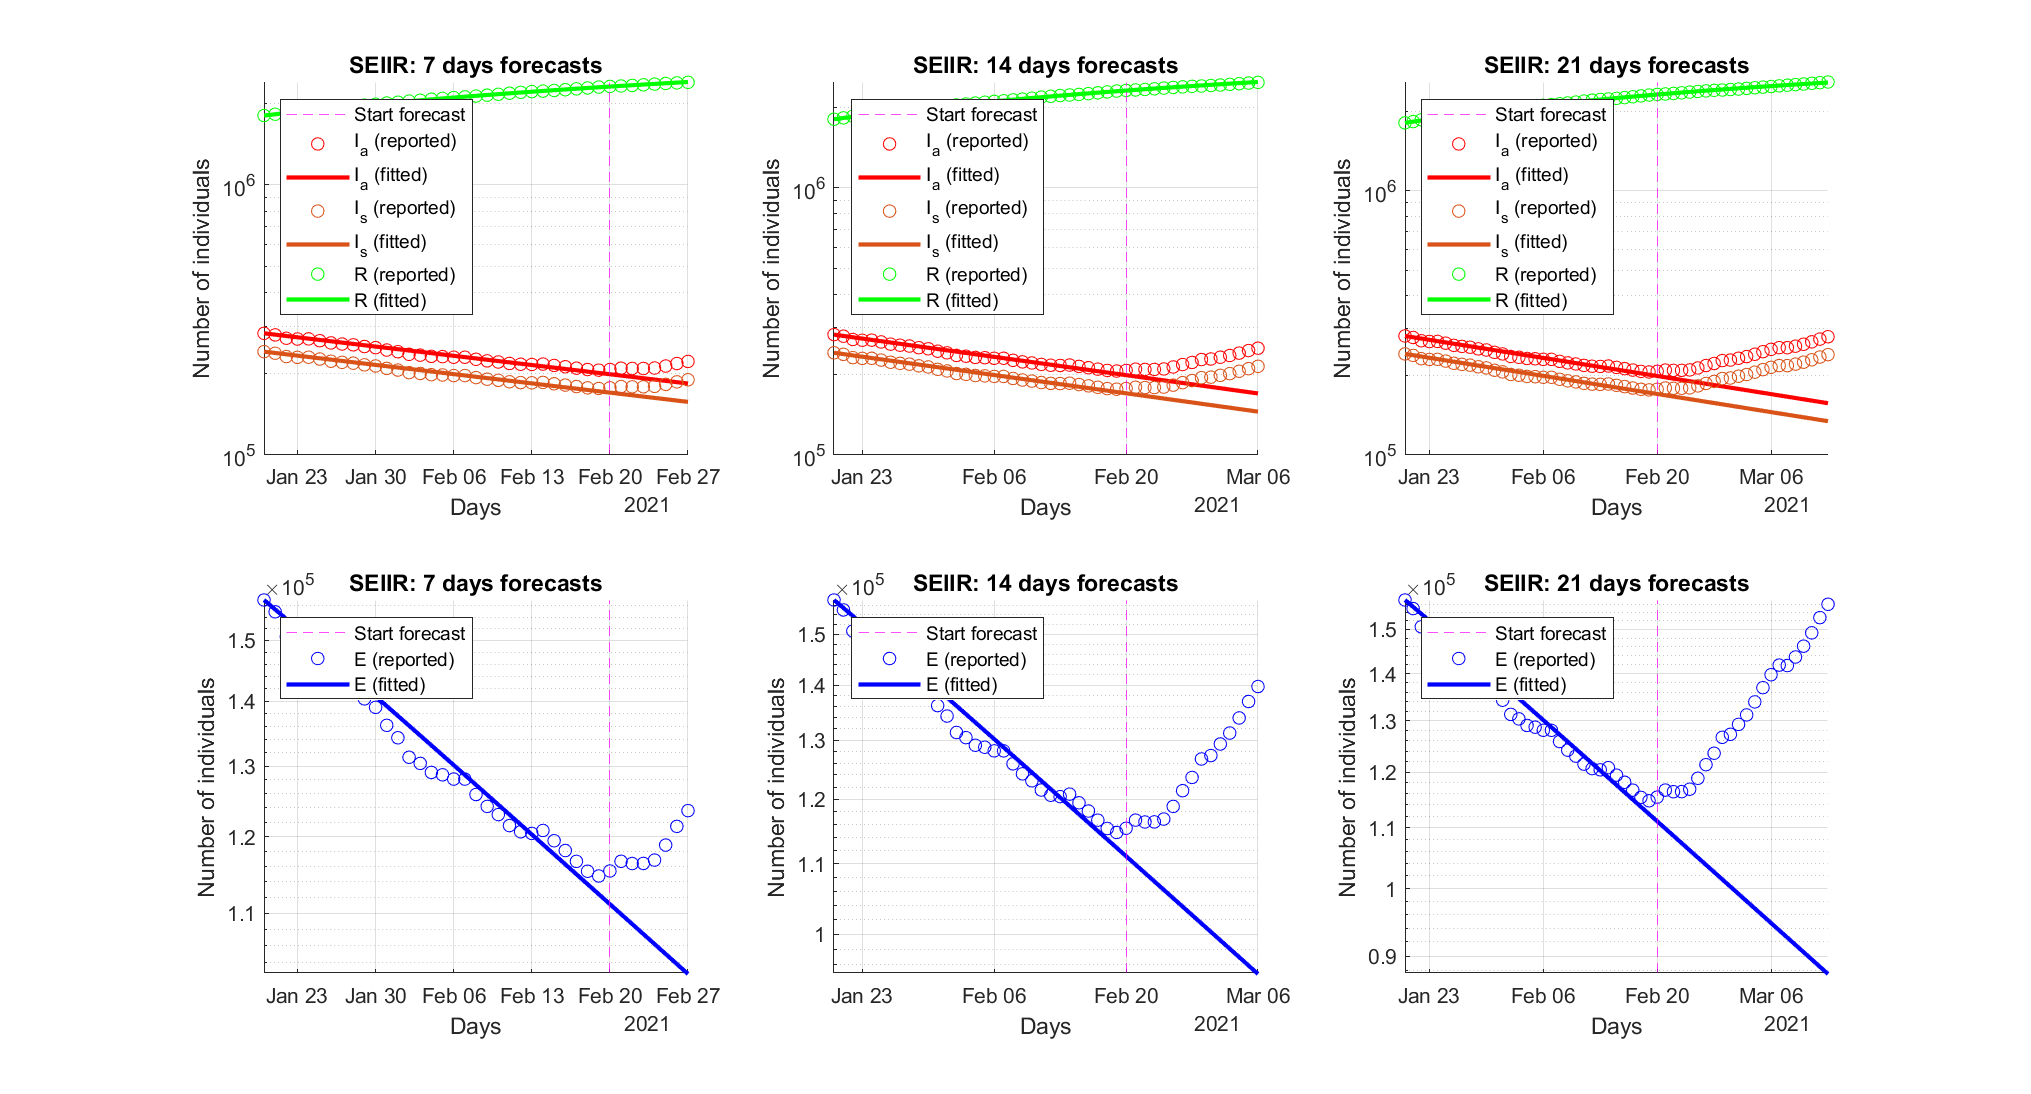 SEIIR: 7 days forecasts
Number of individuals
10^6
10^5
Start forecast
I_a (reported)
I_a (fitted)
I_s (reported)
I_s (fitted)
R (reported)
R (fitted)
Jan 23 Jan 30 Feb 06 Feb 13 Feb 20 Feb 27
Days
2021
SEIIR: 14 days forecasts
Number of individuals
10^6
10^5
Start forecast
I_a (reported)
I_a (fitted)
I_s (reported)
I_s (fitted)
R (reported)
R (fitted)
Jan 23 Feb 06 Feb 20 Mar 06
Days
2021
SEIIR: 21 days forecasts
Number of individuals
10^6
10^5
Start forecast
I_a (reported)
I_a (fitted)
I_s (reported)
I_s (fitted)
R (reported)
R (fitted)
Jan 23 Feb 06 Feb 20 Mar 06
Days
2021
SEIIR: 7 days forecasts
×10^5
Number of individuals
1.5
1.4
1.3
1.2
1.1
Start forecast
E (reported)
E (fitted)
Jan 23 Jan 30 Feb 06 Feb 13 Feb 20 Feb 27
Days
2021
SEIIR: 14 days forecasts
×10^5
Number of individuals
1.5
1.4
1.3
1.2
1.1
1
Start forecast
E (reported)
E (fitted)
Jan 23 Feb 06 Feb 20 Mar 06
Days
2021
SEIIR: 21 days forecasts
×10^5
Number of individuals
1.5
1.4
1.3
1.2
1.1
1
0.9
Start forecast
E (reported)
E (fitted)
Jan 23 Feb 06 Feb 20 Mar 06
Days
2021